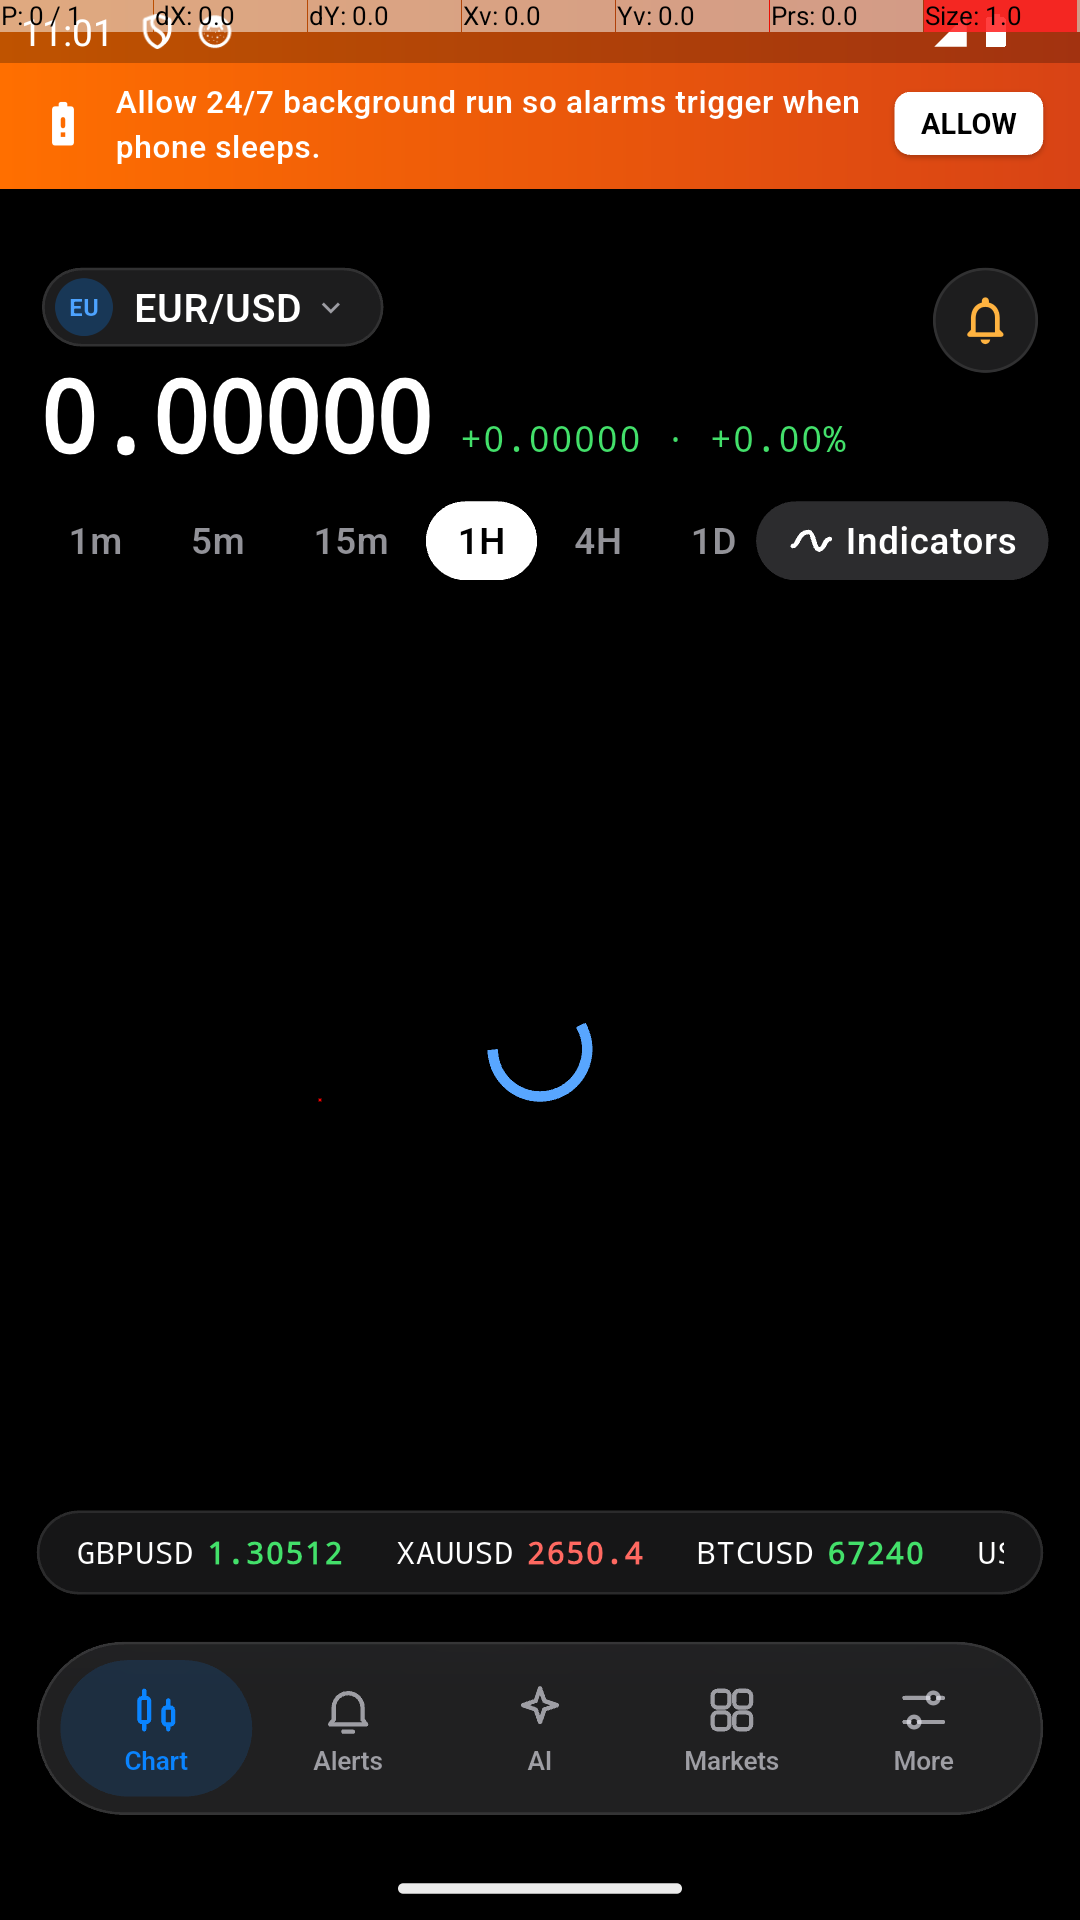 P: 0 / 1 dX: 0.0 dY: 0.0 Xv: 0.0 Yv: 0.0 Prs: 0.0 Size: 1.0
11:01
Allow 24/7 background run so alarms trigger when
phone sleeps.
ALLOW
EU EUR/USD
0.00000 +0.00000 · +0.00%
1m 5m 15m 1H 4H 1D Indicators
GBPUSD 1.30512 XAUUSD 2650.4 BTCUSD 67240
Chart Alerts AI Markets More